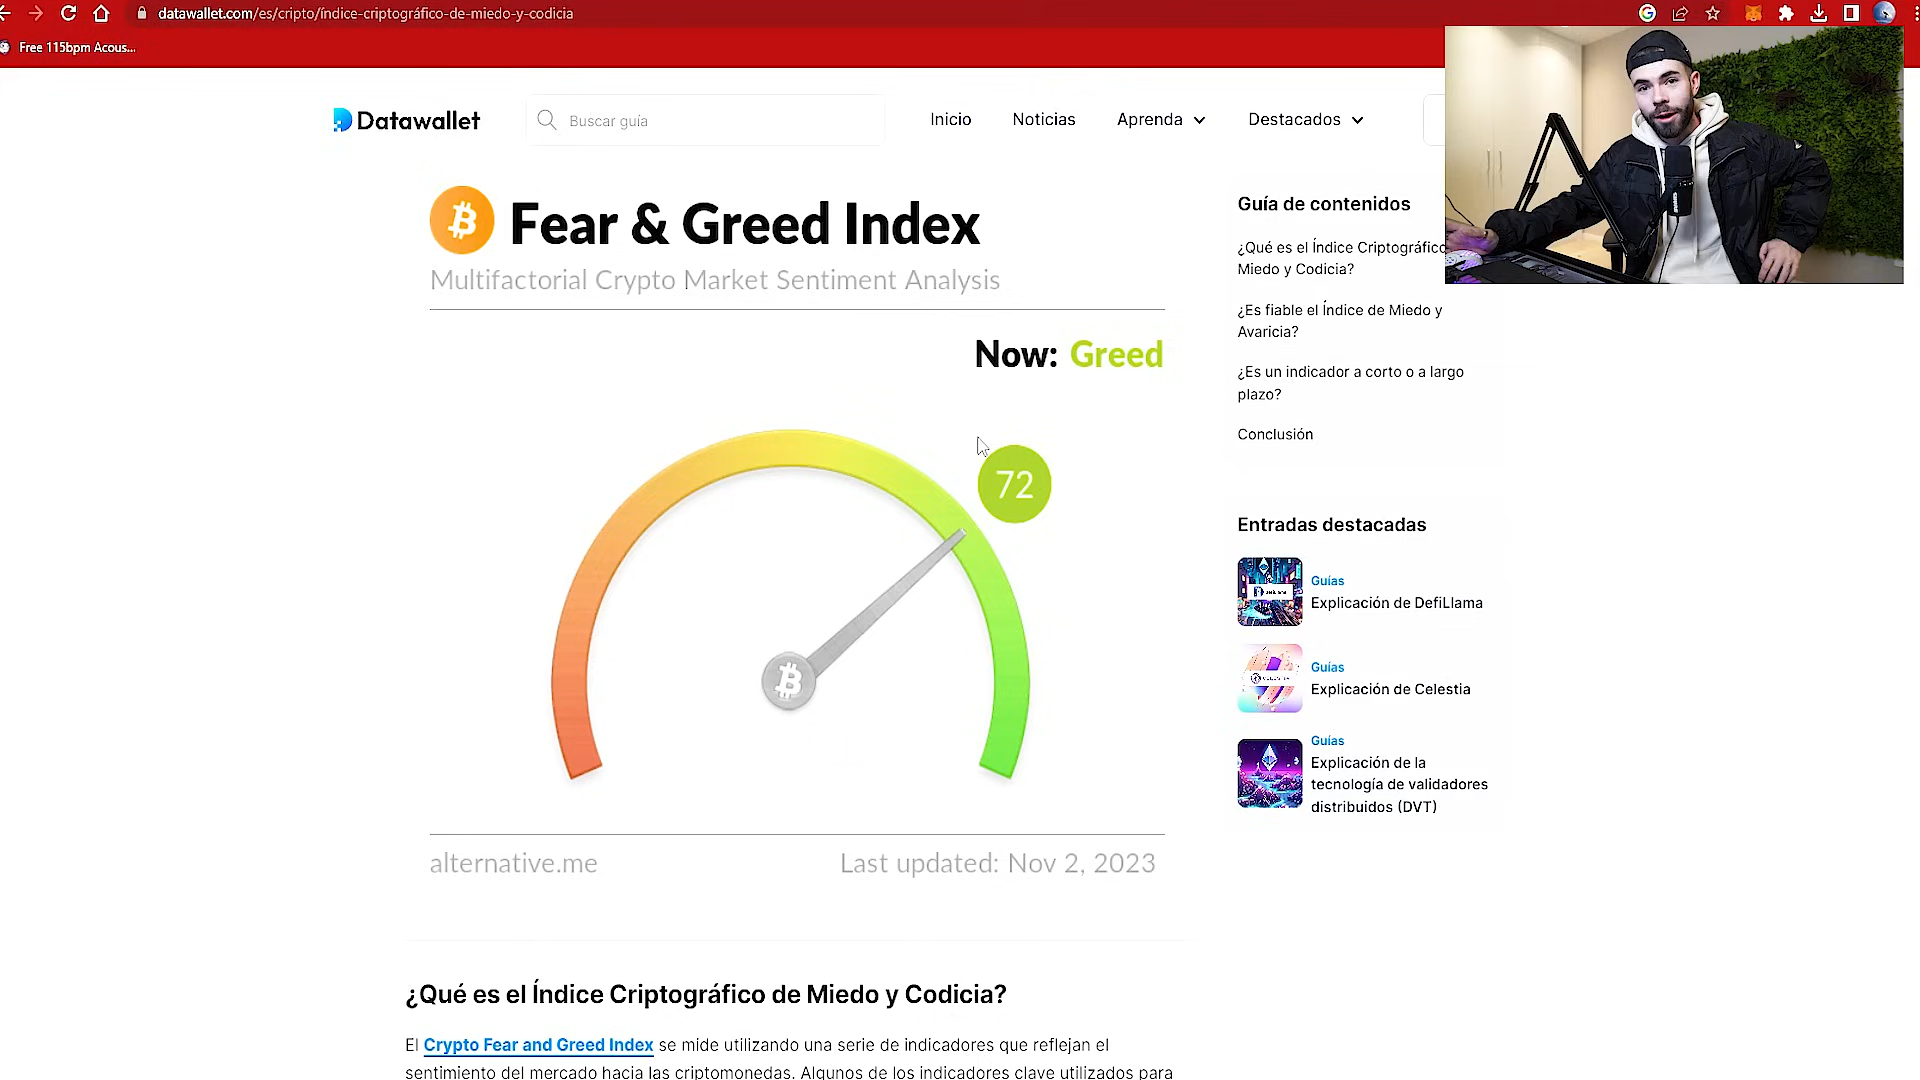 datawallet.com/es/cripto/índice-criptográfico-de-miedo-y-codicia
Free 115bpm Acous...
Datawallet
Buscar guía
Inicio
Noticias
Aprenda
Destacados
Fear & Greed Index
Multifactorial Crypto Market Sentiment Analysis
Now: Greed
72
alternative.me
Last updated: Nov 2, 2023
Guía de contenidos
¿Qué es el Índice Criptográfico
Miedo y Codicia?
¿Es fiable el Índice de Miedo y
Avaricia?
¿Es un indicador a corto o a largo
plazo?
Conclusión
Entradas destacadas
Guías
Explicación de DefiLlama
Guías
Explicación de Celestia
Guías
Explicación de la
tecnología de validadores
distribuidos (DVT)
¿Qué es el Índice Criptográfico de Miedo y Codicia?
El Crypto Fear and Greed Index se mide utilizando una serie de indicadores que reflejan el
sentimiento del mercado hacia las criptomonedas. Algunos de los indicadores clave utilizados para